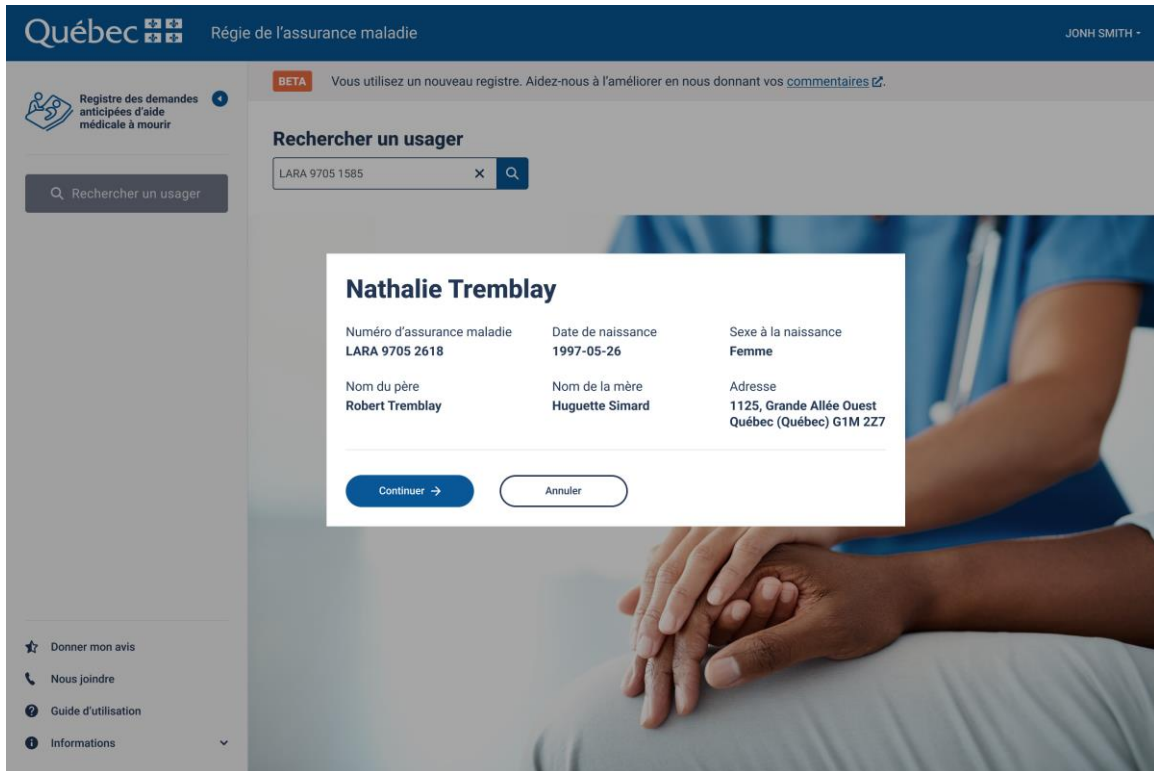 Québec
Régie de l'assurance maladie
JONH SMITH
Registre des demandes
anticipées d'aide
médicale à mourir
Rechercher un usager
BETA Vous utilisez un nouveau registre. Aidez-nous à l'améliorer en nous donnant vos commentaires.
Rechercher un usager
LARA 9705 1585
Nathalie Tremblay
Numéro d'assurance maladie
LARA 9705 2618
Date de naissance
1997-05-26
Sexe à la naissance
Femme
Nom du père
Robert Tremblay
Nom de la mère
Huguette Simard
Adresse
1125, Grande Allée Ouest
Québec (Québec) G1M 2Z7
Continuer
Annuler
Donner mon avis
Nous joindre
Guide d'utilisation
Informations